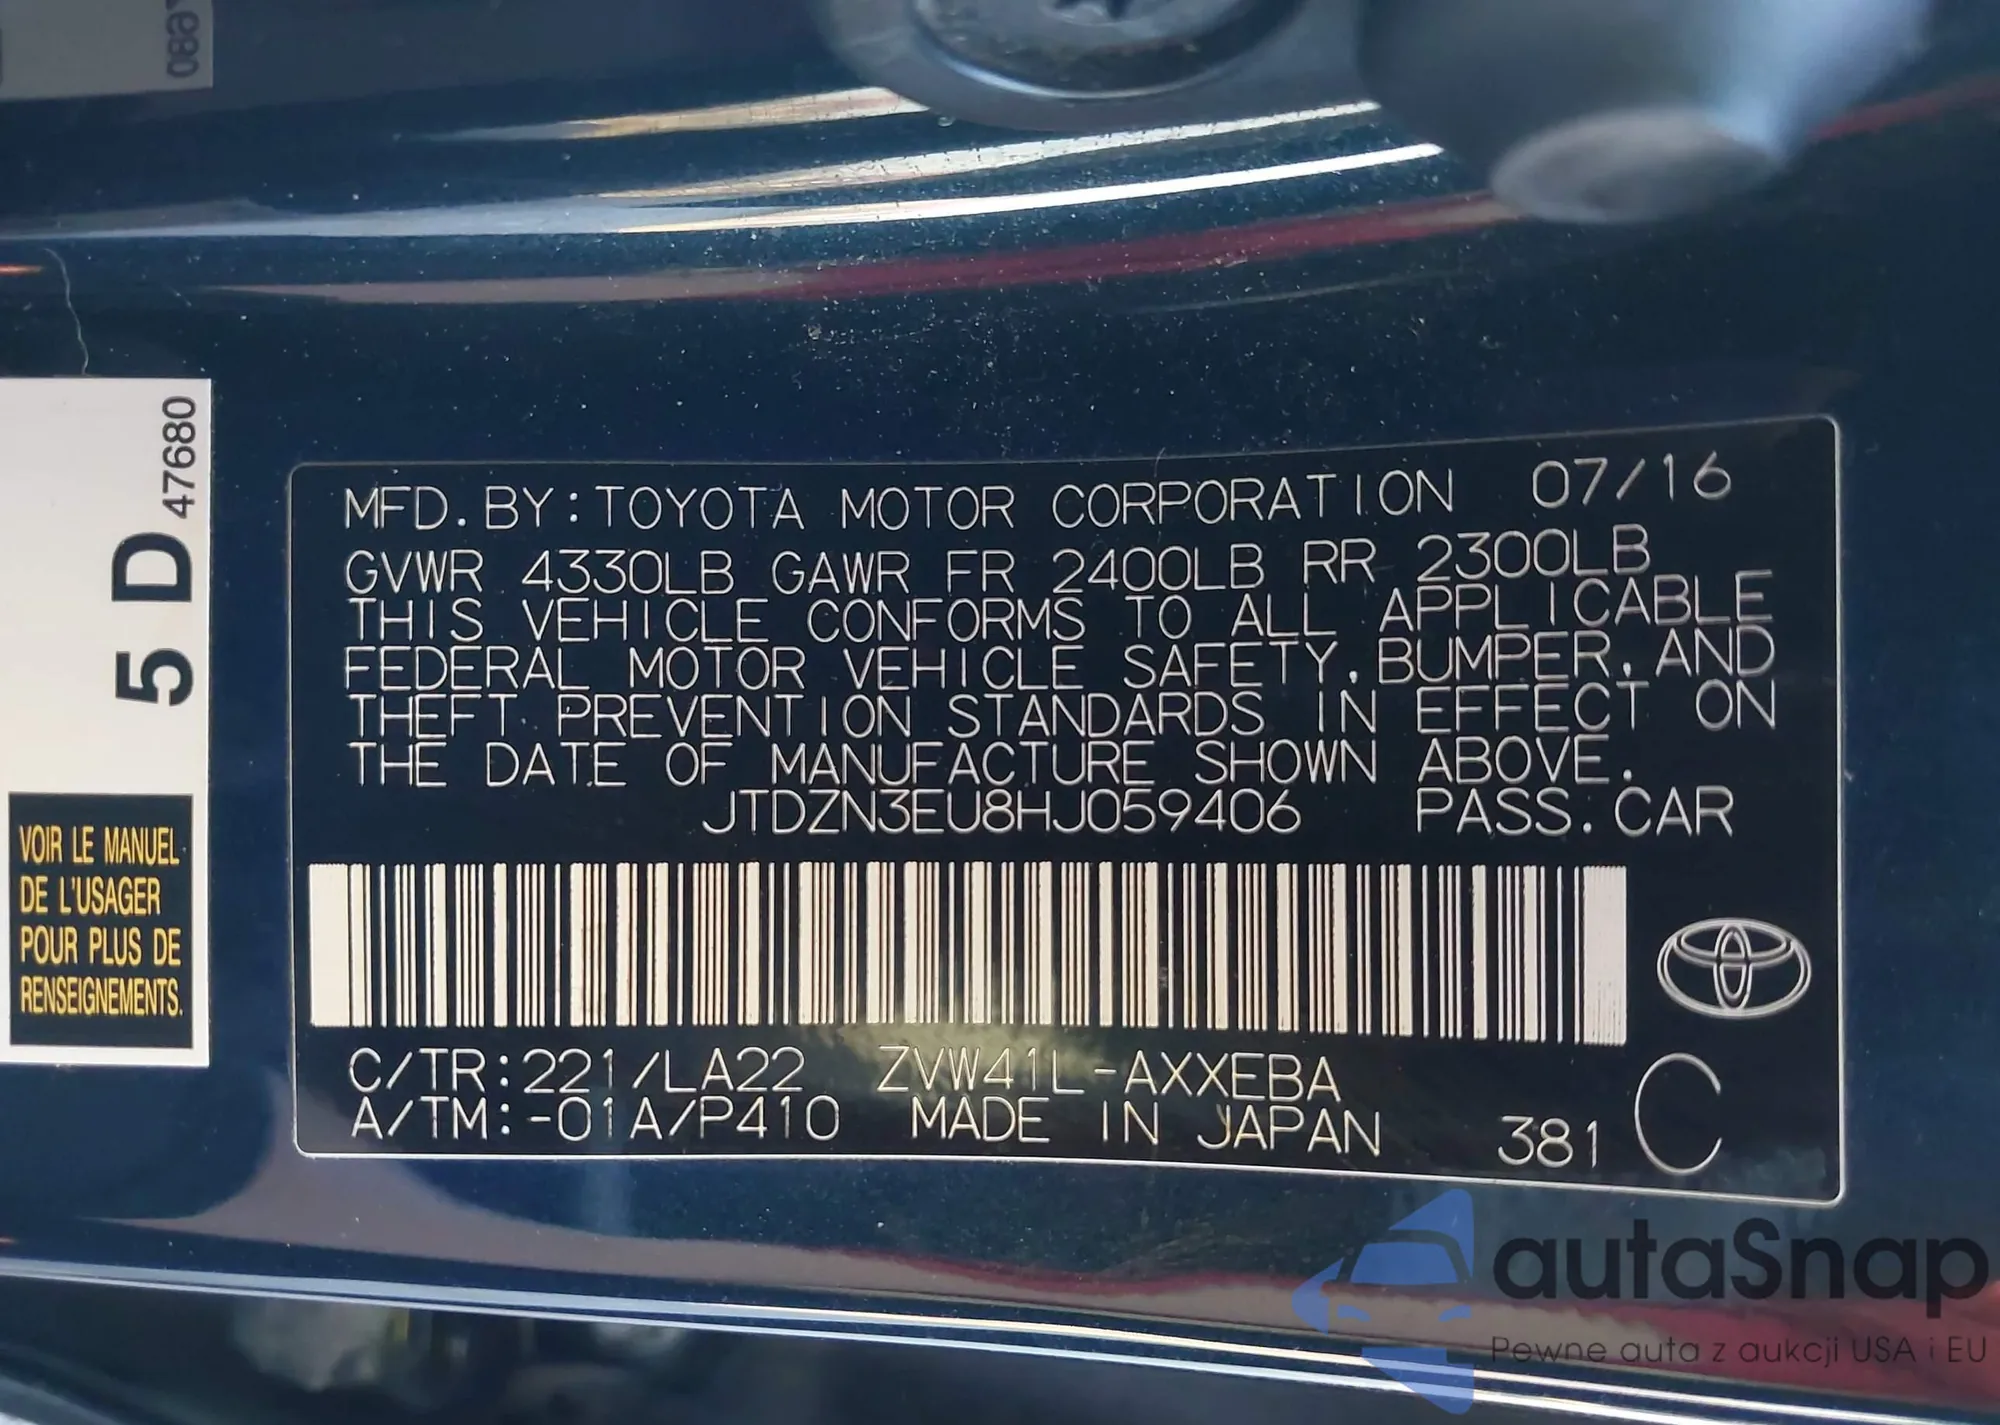 MFD. BY: TOYOTA MOTOR CORPORATION 07/16
GVWR 4330LB GAWR FR 2400LB RR 2300LB
THIS VEHICLE CONFORMS TO ALL APPLICABLE
FEDERAL MOTOR VEHICLE SAFETY, BUMPER, AND
THEFT PREVENTION STANDARDS IN EFFECT ON
THE DATE OF MANUFACTURE SHOWN ABOVE.
JTDZN3EU8HJ059406 PASS. CAR
C/TR:221/LA22 ZVW41L-AXXEBA
A/TM:-01A/P410 MADE IN JAPAN 381 C
5 D
47680
VOIR LE MANUEL
DE L'USAGER
POUR PLUS DE
RENSEIGNEMENTS.
autaSnap
Pewne auta z aukcji USA i EU